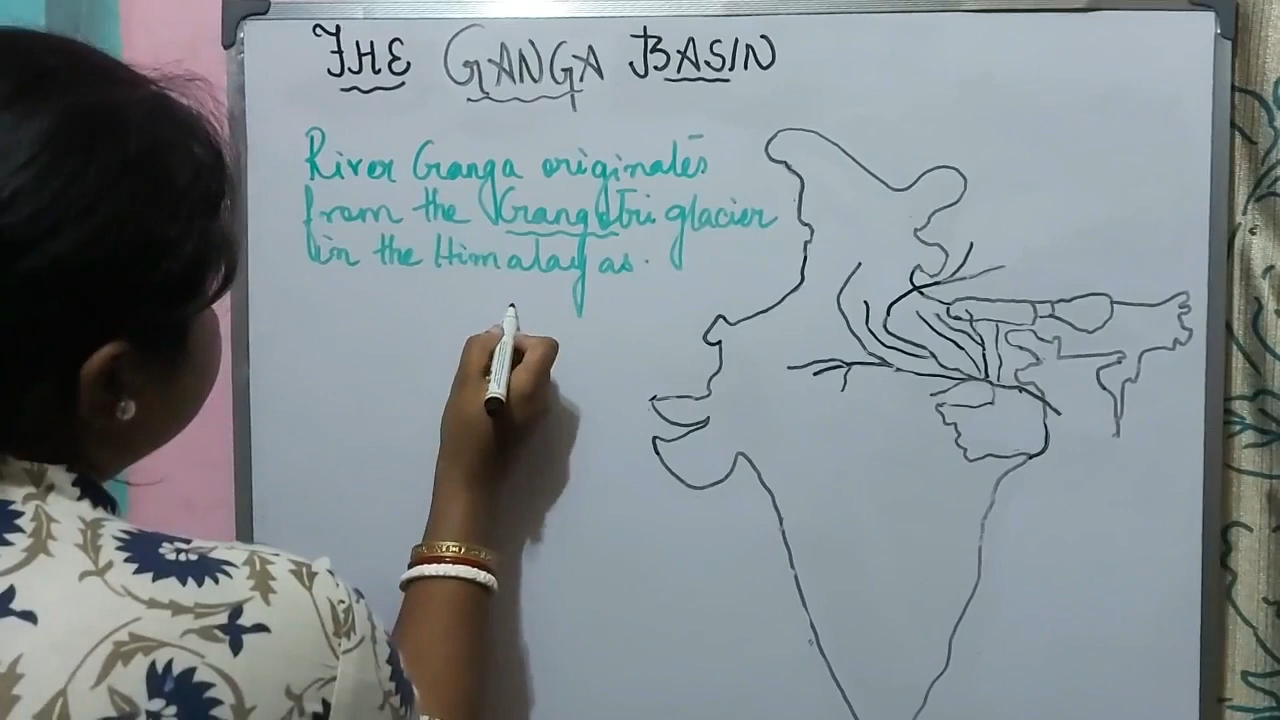 THE GANGA BASIN
River Ganga originates
from the Gangotri glacier
in the Himalayas.